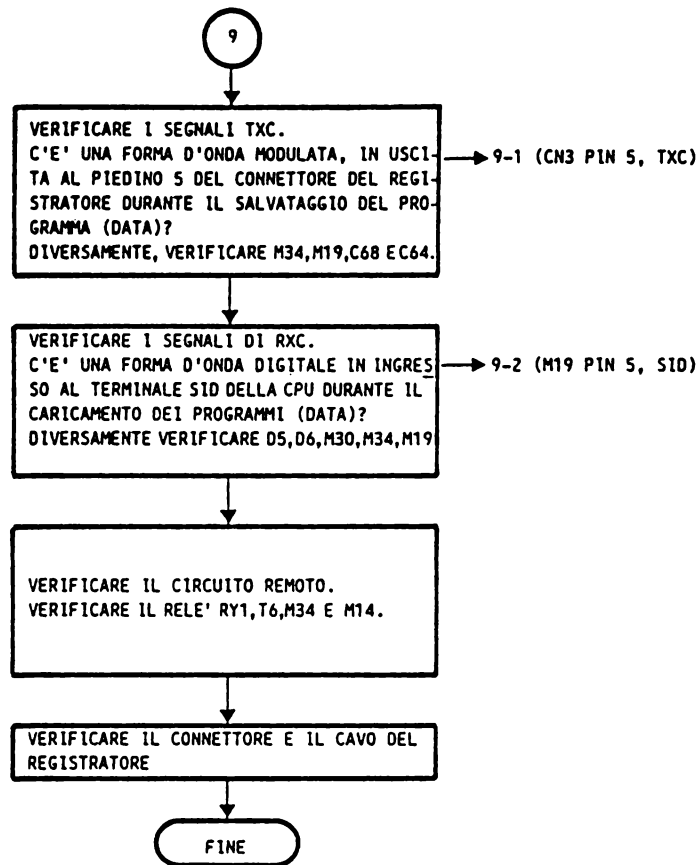 9
VERIFICARE I SEGNALI TXC.
C'E' UNA FORMA D'ONDA MODULATA, IN USCI-
TA AL PIEDINO 5 DEL CONNETTORE DEL REGI-
STRATORE DURANTE IL SALVATAGGIO DEL PRO-
GRAMMA (DATA)?
DIVERSAMENTE, VERIFICARE M34,M19,C68 E C64.
9-1 (CN3 PIN 5, TXC)
VERIFICARE I SEGNALI DI RXC.
C'E' UNA FORMA D'ONDA DIGITALE IN INGRES
SO AL TERMINALE SID DELLA CPU DURANTE IL
CARICAMENTO DEI PROGRAMMI (DATA)?
DIVERSAMENTE VERIFICARE D5,D6,M30,M34,M19
9-2 (M19 PIN 5, SID)
VERIFICARE IL CIRCUITO REMOTO.
VERIFICARE IL RELE' RY1,T6,M34 E M14.
VERIFICARE IL CONNETTORE E IL CAVO DEL
REGISTRATORE
FINE